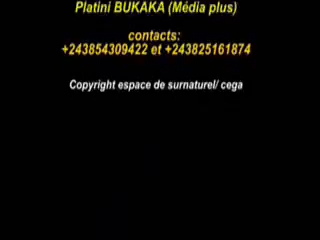 Platini BUKAKA (Média plus)
contacts:
+243854309422 et +243825161874
Copyright espace de surnaturel/ cega